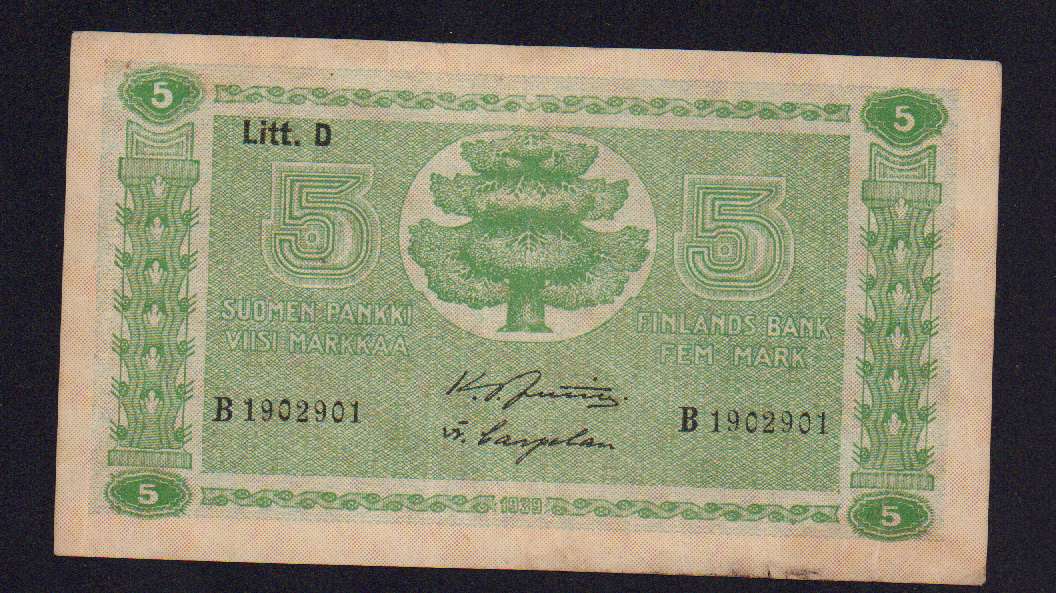 5 5
Litt. D
5 5
SUOMEN PANKKI
VIISI MARKKAA
FINLANDS BANK
FEM MARK
B 1902901 B 1902901
5 1939 5